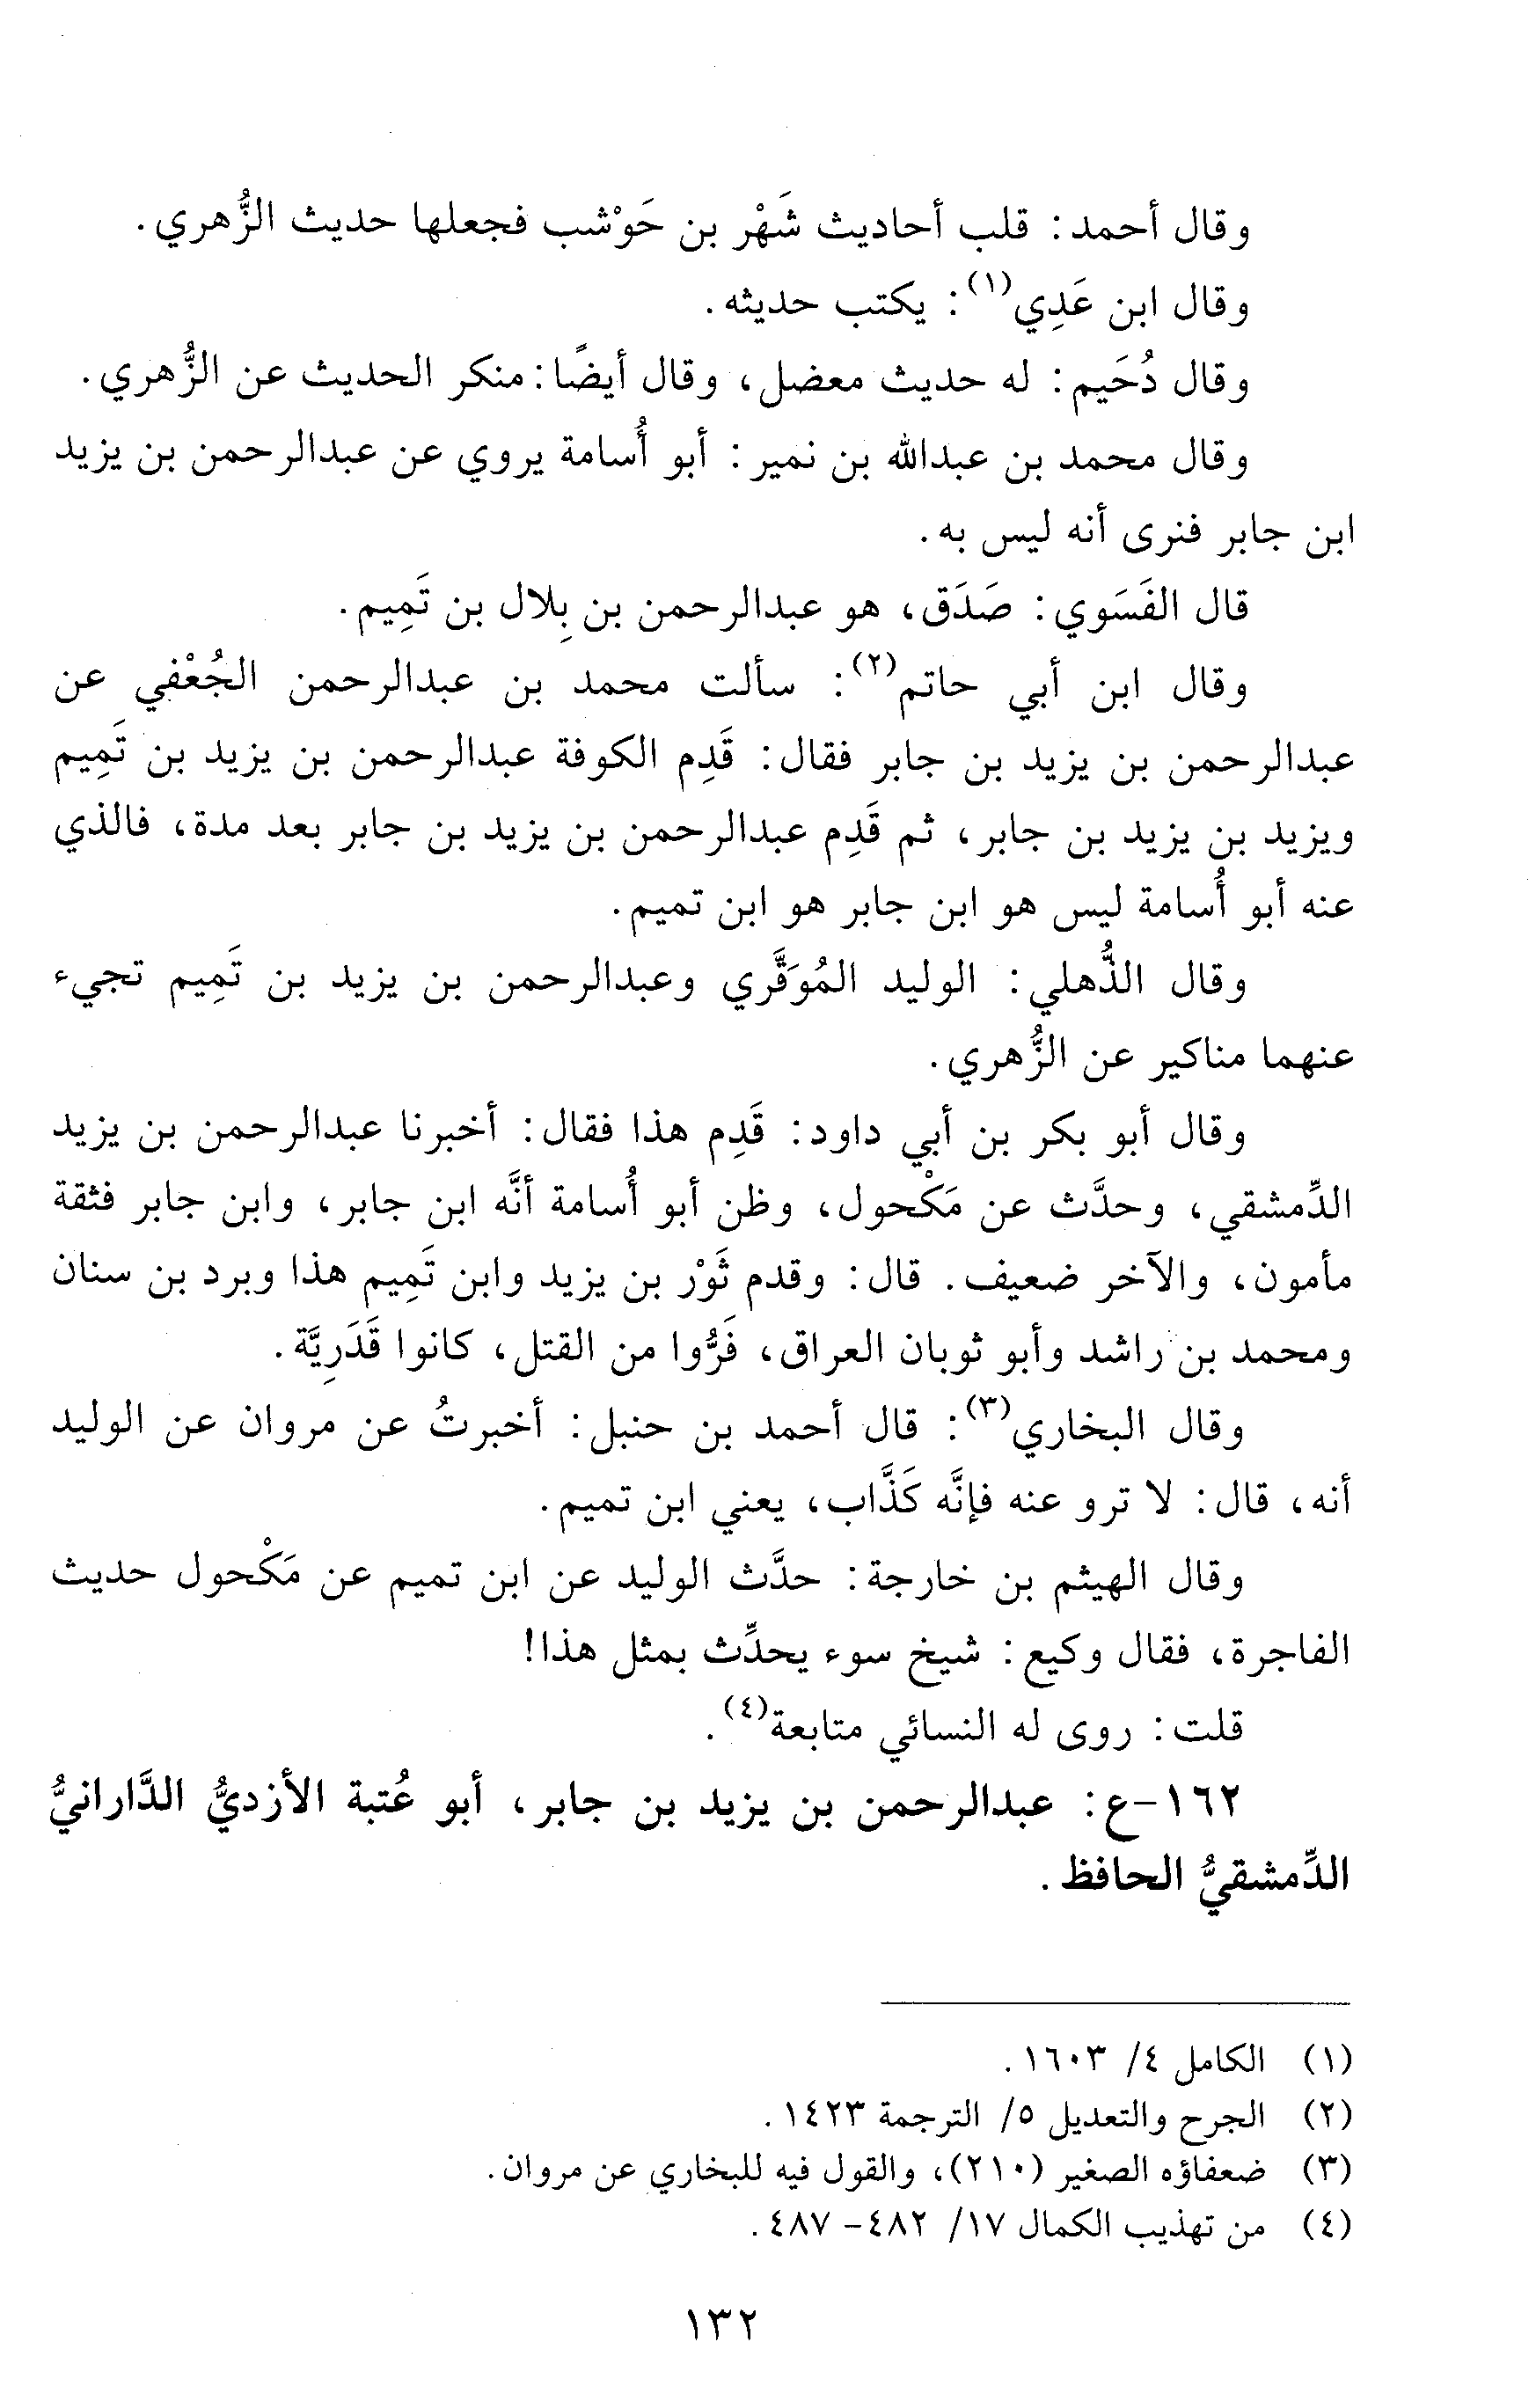 وقال أحمد: قلب أحاديث شَهْر بن حَوْشب فجعلها حديث الزُّهري.
وقال ابن عَدِي(١): يكتب حديثه.
وقال دُحَيم: له حديث معضل، وقال أيضًا: منكر الحديث عن الزُّهري.
وقال محمد بن عبدالله بن نمير: أبو أُسامة يروي عن عبدالرحمن بن يزيد
ابن جابر فنرى أنه ليس به.
قال الفَسَوي: صَدَق، هو عبدالرحمن بن بِلال بن تَمِيم.
وقال ابن أبي حاتم(٢): سألت محمد بن عبدالرحمن الجُعْفي عن
عبدالرحمن بن يزيد بن جابر فقال: قَدِم الكوفة عبدالرحمن بن يزيد بن تَمِيم
ويزيد بن يزيد بن جابر، ثم قَدِم عبدالرحمن بن يزيد بن جابر بعد مدة، فالذي
عنه أبو أُسامة ليس هو ابن جابر هو ابن تميم.
وقال الذُّهلي: الوليد المُوَقَّري وعبدالرحمن بن يزيد بن تَمِيم تجيء
عنهما مناكير عن الزُّهري.
وقال أبو بكر بن أبي داود: قَدِم هذا فقال: أخبرنا عبدالرحمن بن يزيد
الدِّمشقي، وحدَّث عن مَكْحول، وظن أبو أُسامة أنَّه ابن جابر، وابن جابر فثقة
مأمون، والآخر ضعيف. قال: وقدم ثَوْر بن يزيد وابن تَمِيم هذا وبرد بن سنان
ومحمد بن راشد وأبو ثوبان العراق، فَرُّوا من القتل، كانوا قَدَرِيَّة.
وقال البخاري(٣): قال أحمد بن حنبل: أخبرتُ عن مروان عن الوليد
أنه، قال: لا ترو عنه فإنَّه كَذَّاب، يعني ابن تميم.
وقال الهيثم بن خارجة: حدَّث الوليد عن ابن تميم عن مَكْحول حديث
الفاجرة، فقال وكيع: شيخ سوء يحدِّث بمثل هذا!
قلت: روى له النسائي متابعة(٤).
١٦٢-ع: عبدالرحمن بن يزيد بن جابر، أبو عُتبة الأزديُّ الدَّارانيُّ
الدِّمشقيُّ الحافظ.
(١) الكامل ٤/ ١٦٠٣.
(٢) الجرح والتعديل ٥/ الترجمة ١٤٢٣.
(٣) ضعفاؤه الصغير (٢١٠)، والقول فيه للبخاري عن مروان.
(٤) من تهذيب الكمال ١٧/ ٤٨٢- ٤٨٧.
١٣٢